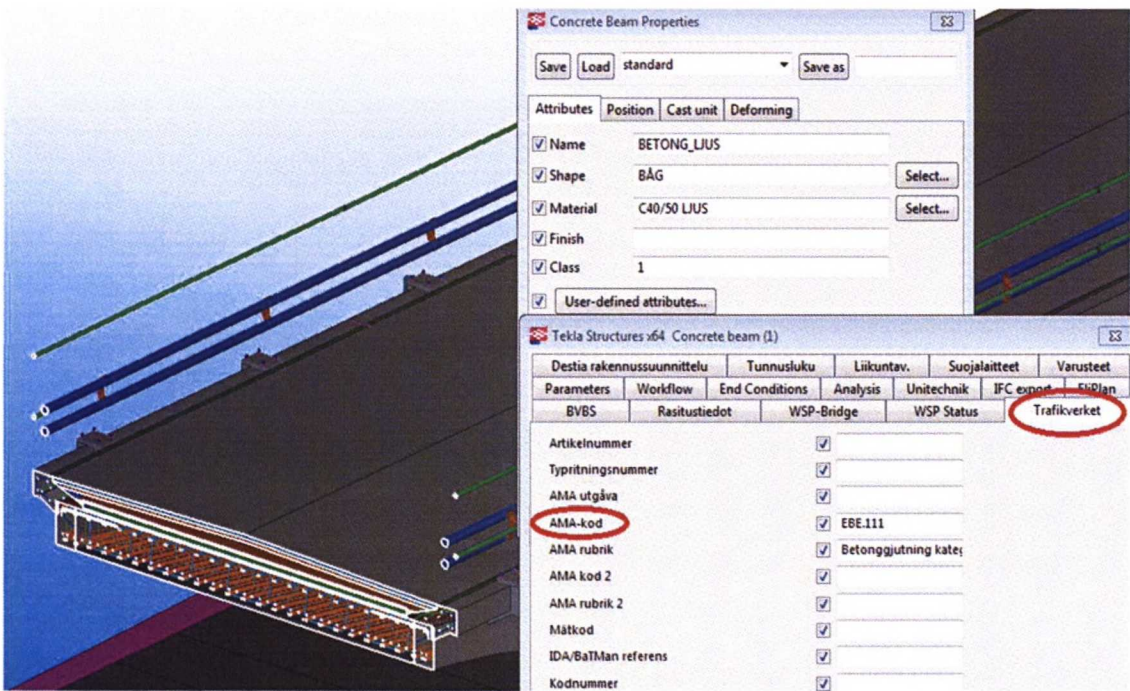 Concrete Beam Properties
Save Load standard Save as
Attributes Position Cast unit Deforming
Name BETONG_LJUS
Shape BÅG Select...
Material C40/50 LJUS Select...
Finish
Class 1
User-defined attributes...
Tekla Structures x64 Concrete beam (1)
Destia rakennussuunnittelu Tunnusluku Liikuntav. Suojalaitteet Varusteet
Parameters Workflow End Conditions Analysis Unitechnik IFC export EliPlan
BVBS Rasitustiedot WSP-Bridge WSP Status Trafikverket
Artikelnummer
Typritningsnummer
AMA utgåva
AMA-kod EBE.111
AMA rubrik Betonggjutning kateg
AMA kod 2
AMA rubrik 2
Mätkod
IDA/BaTMan referens
Kodnummer